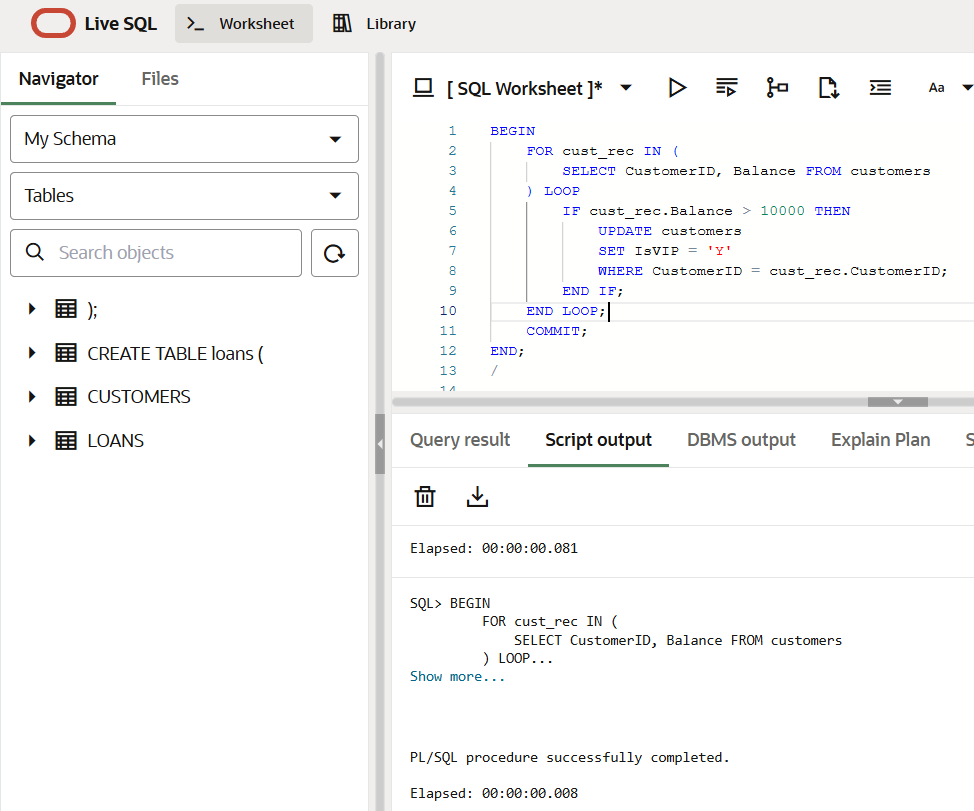 Live SQL
>_ Worksheet
Library
Navigator
Files
My Schema
Tables
Search objects
);
CREATE TABLE loans (
CUSTOMERS
LOANS
[ SQL Worksheet ]*
Aa
1 BEGIN
2 FOR cust_rec IN (
3 SELECT CustomerID, Balance FROM customers
4 ) LOOP
5 IF cust_rec.Balance > 10000 THEN
6 UPDATE customers
7 SET IsVIP = 'Y'
8 WHERE CustomerID = cust_rec.CustomerID;
9 END IF;
10 END LOOP;
11 COMMIT;
12 END;
13 /
14
Query result
Script output
DBMS output
Explain Plan
S
Elapsed: 00:00:00.081
SQL> BEGIN
FOR cust_rec IN (
SELECT CustomerID, Balance FROM customers
) LOOP...
Show more...
PL/SQL procedure successfully completed.
Elapsed: 00:00:00.008